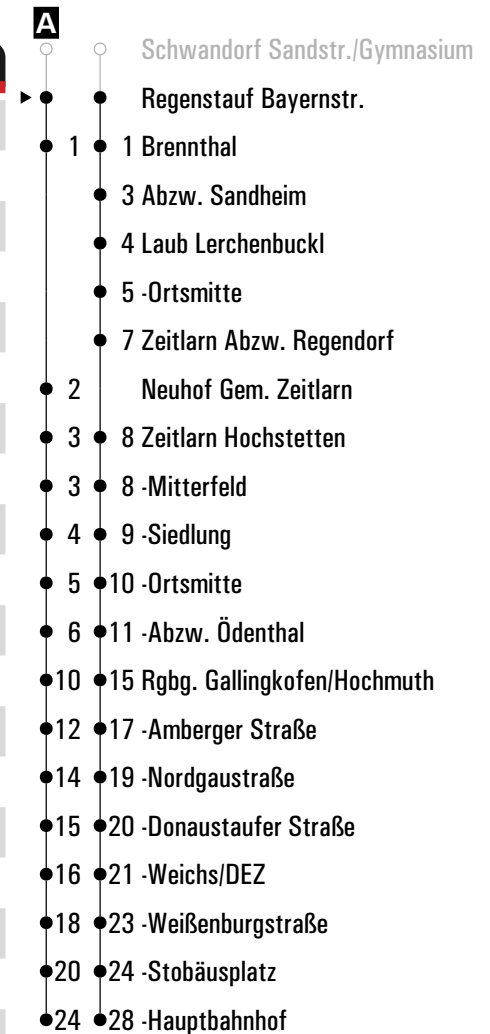 A
Schwandorf Sandstr./Gymnasium
Regenstauf Bayernstr.
1 1 Brennthal
3 Abzw. Sandheim
4 Laub Lerchenbuckl
5 -Ortsmitte
7 Zeitlarn Abzw. Regendorf
2 Neuhof Gem. Zeitlarn
3 8 Zeitlarn Hochstetten
3 8 -Mitterfeld
4 9 -Siedlung
5 10 -Ortsmitte
6 11 -Abzw. Ödenthal
10 15 Rgbg. Gallingkofen/Hochmuth
12 17 -Amberger Straße
14 19 -Nordgaustraße
15 20 -Donaustaufer Straße
16 21 -Weichs/DEZ
18 23 -Weißenburgstraße
20 24 -Stobäusplatz
24 28 -Hauptbahnhof